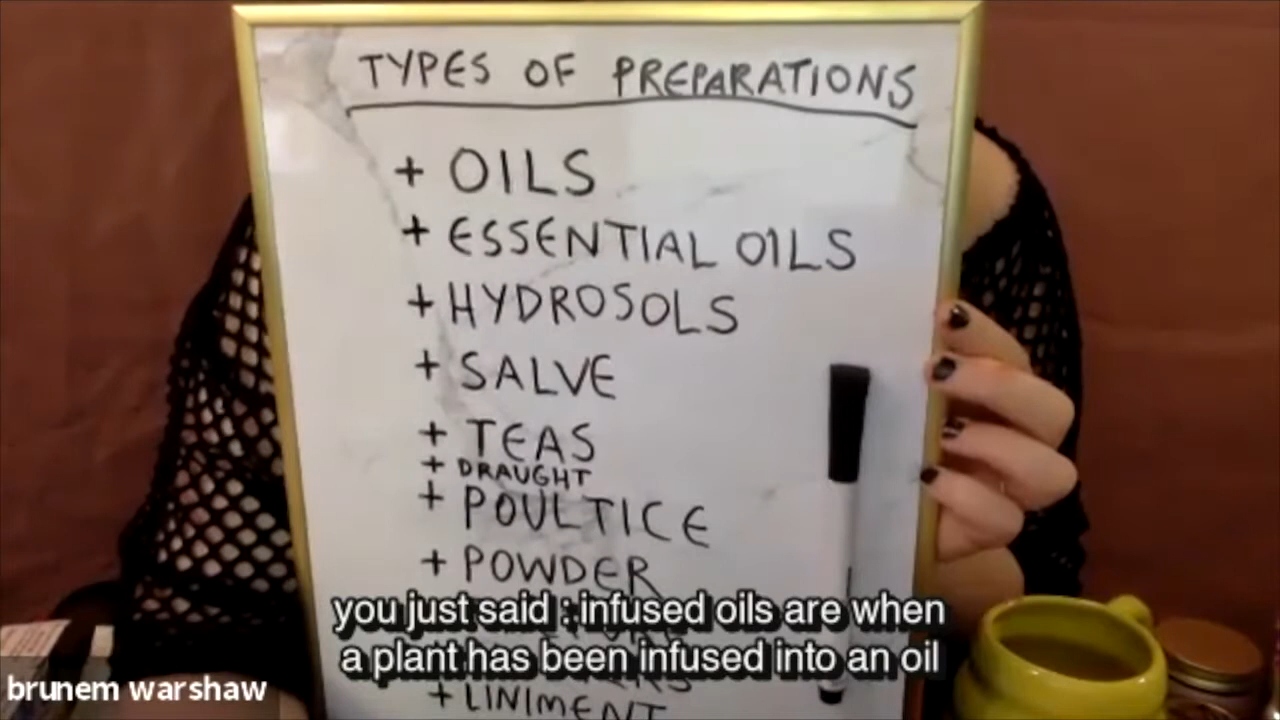 TYPES OF PREPARATIONS
+ OILS
+ ESSENTIAL OILS
+ HYDROSOLS
+ SALVE
+ TEAS
+ DRAUGHT
+ POULTICE
+ POWDER
you just said : infused oils are when
a plant has been infused into an oil
+ LINIMENT
brunem warshaw